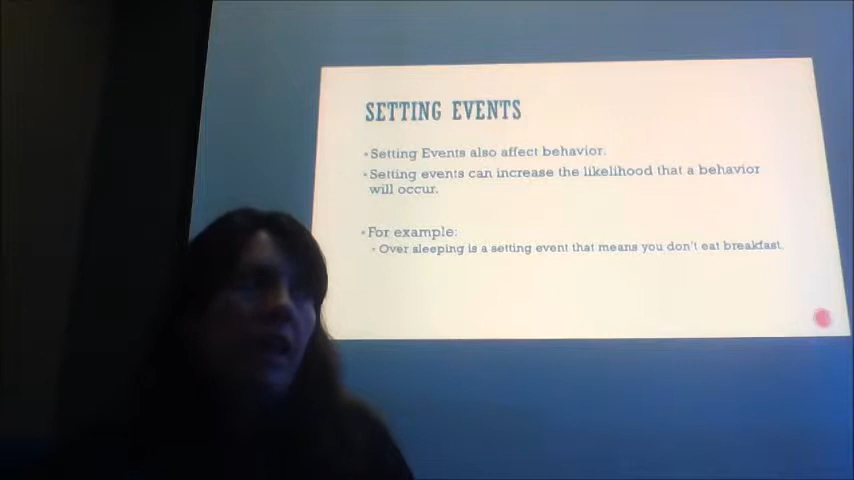 SETTING EVENTS
• Setting Events also affect behavior.
• Setting events can increase the likelihood that a behavior
will occur.
• For example:
• Over sleeping is a setting event that means you don't eat breakfast.